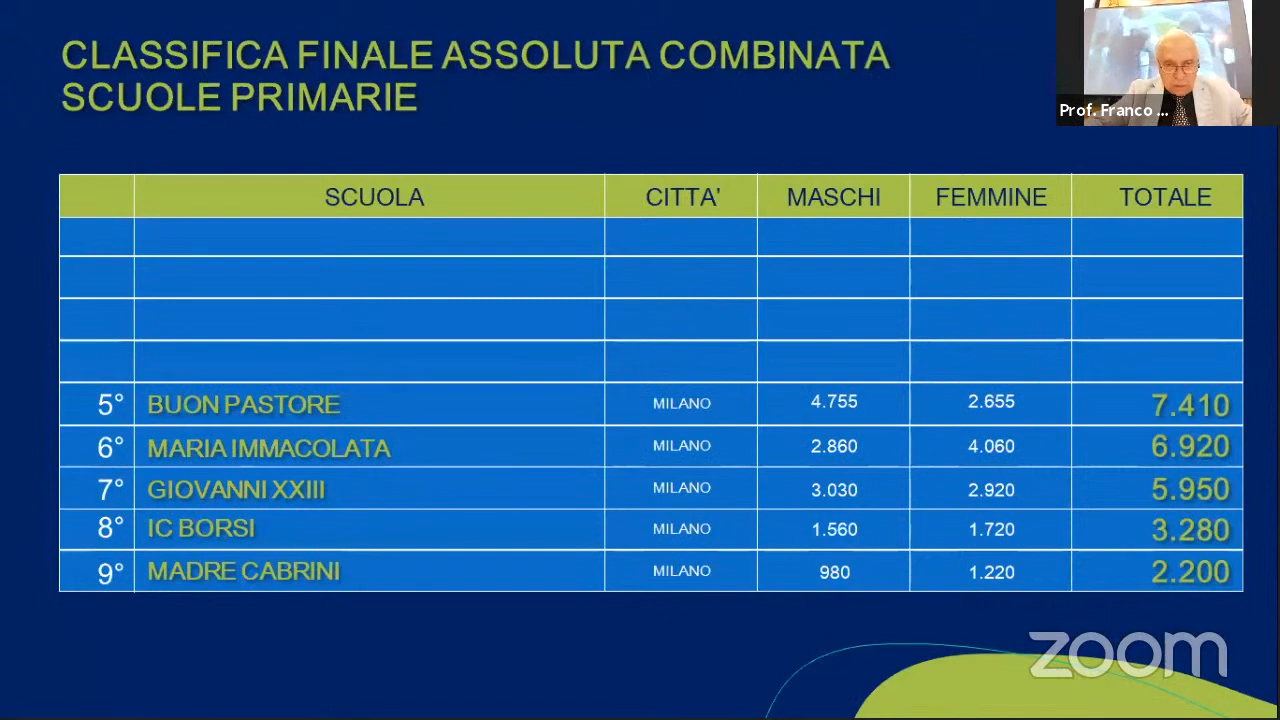 CLASSIFICA FINALE ASSOLUTA COMBINATA
SCUOLE PRIMARIE
Prof. Franco ...
SCUOLA CITTA' MASCHI FEMMINE TOTALE
5° BUON PASTORE MILANO 4.755 2.655 7.410
6° MARIA IMMACOLATA MILANO 2.860 4.060 6.920
7° GIOVANNI XXIII MILANO 3.030 2.920 5.950
8° IC BORSI MILANO 1.560 1.720 3.280
9° MADRE CABRINI MILANO 980 1.220 2.200
zoom